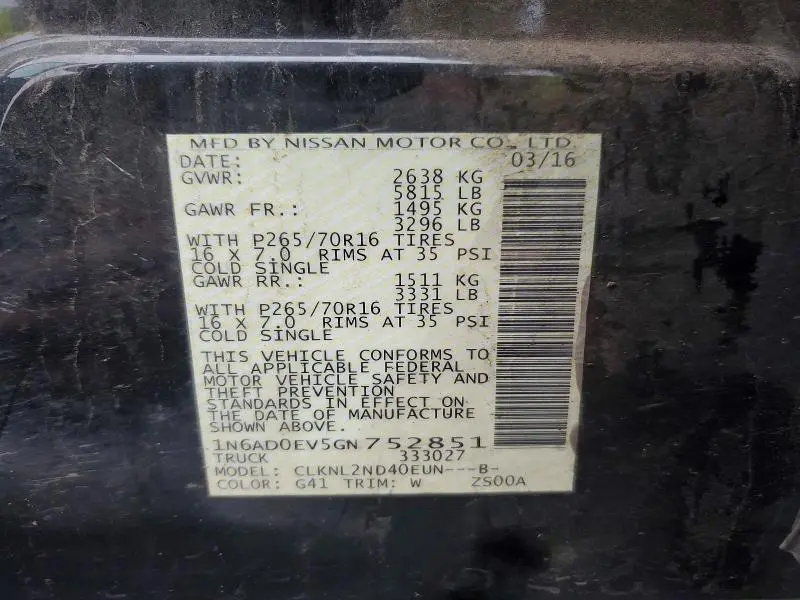 MFD BY NISSAN MOTOR CO., LTD
DATE: 03/16
GVWR: 2638 KG
5815 LB
GAWR FR.: 1495 KG
3296 LB
WITH P265/70R16 TIRES
16 X 7.0 RIMS AT 35 PSI
COLD SINGLE
GAWR RR.: 1511 KG
3331 LB
WITH P265/70R16 TIRES
16 X 7.0 RIMS AT 35 PSI
COLD SINGLE
THIS VEHICLE CONFORMS TO
ALL APPLICABLE FEDERAL
MOTOR VEHICLE SAFETY AND
THEFT PREVENTION
STANDARDS IN EFFECT ON
THE DATE OF MANUFACTURE
SHOWN ABOVE.
1N6AD0EV5GN752851
TRUCK 333027
MODEL: CLKNL2ND40EUN---B-
COLOR: G41 TRIM: W ZS00A